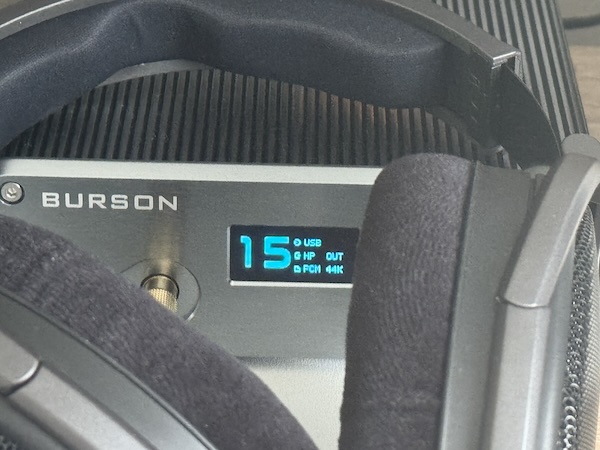 BURSON
15
USB
HP OUT
PCM 44K